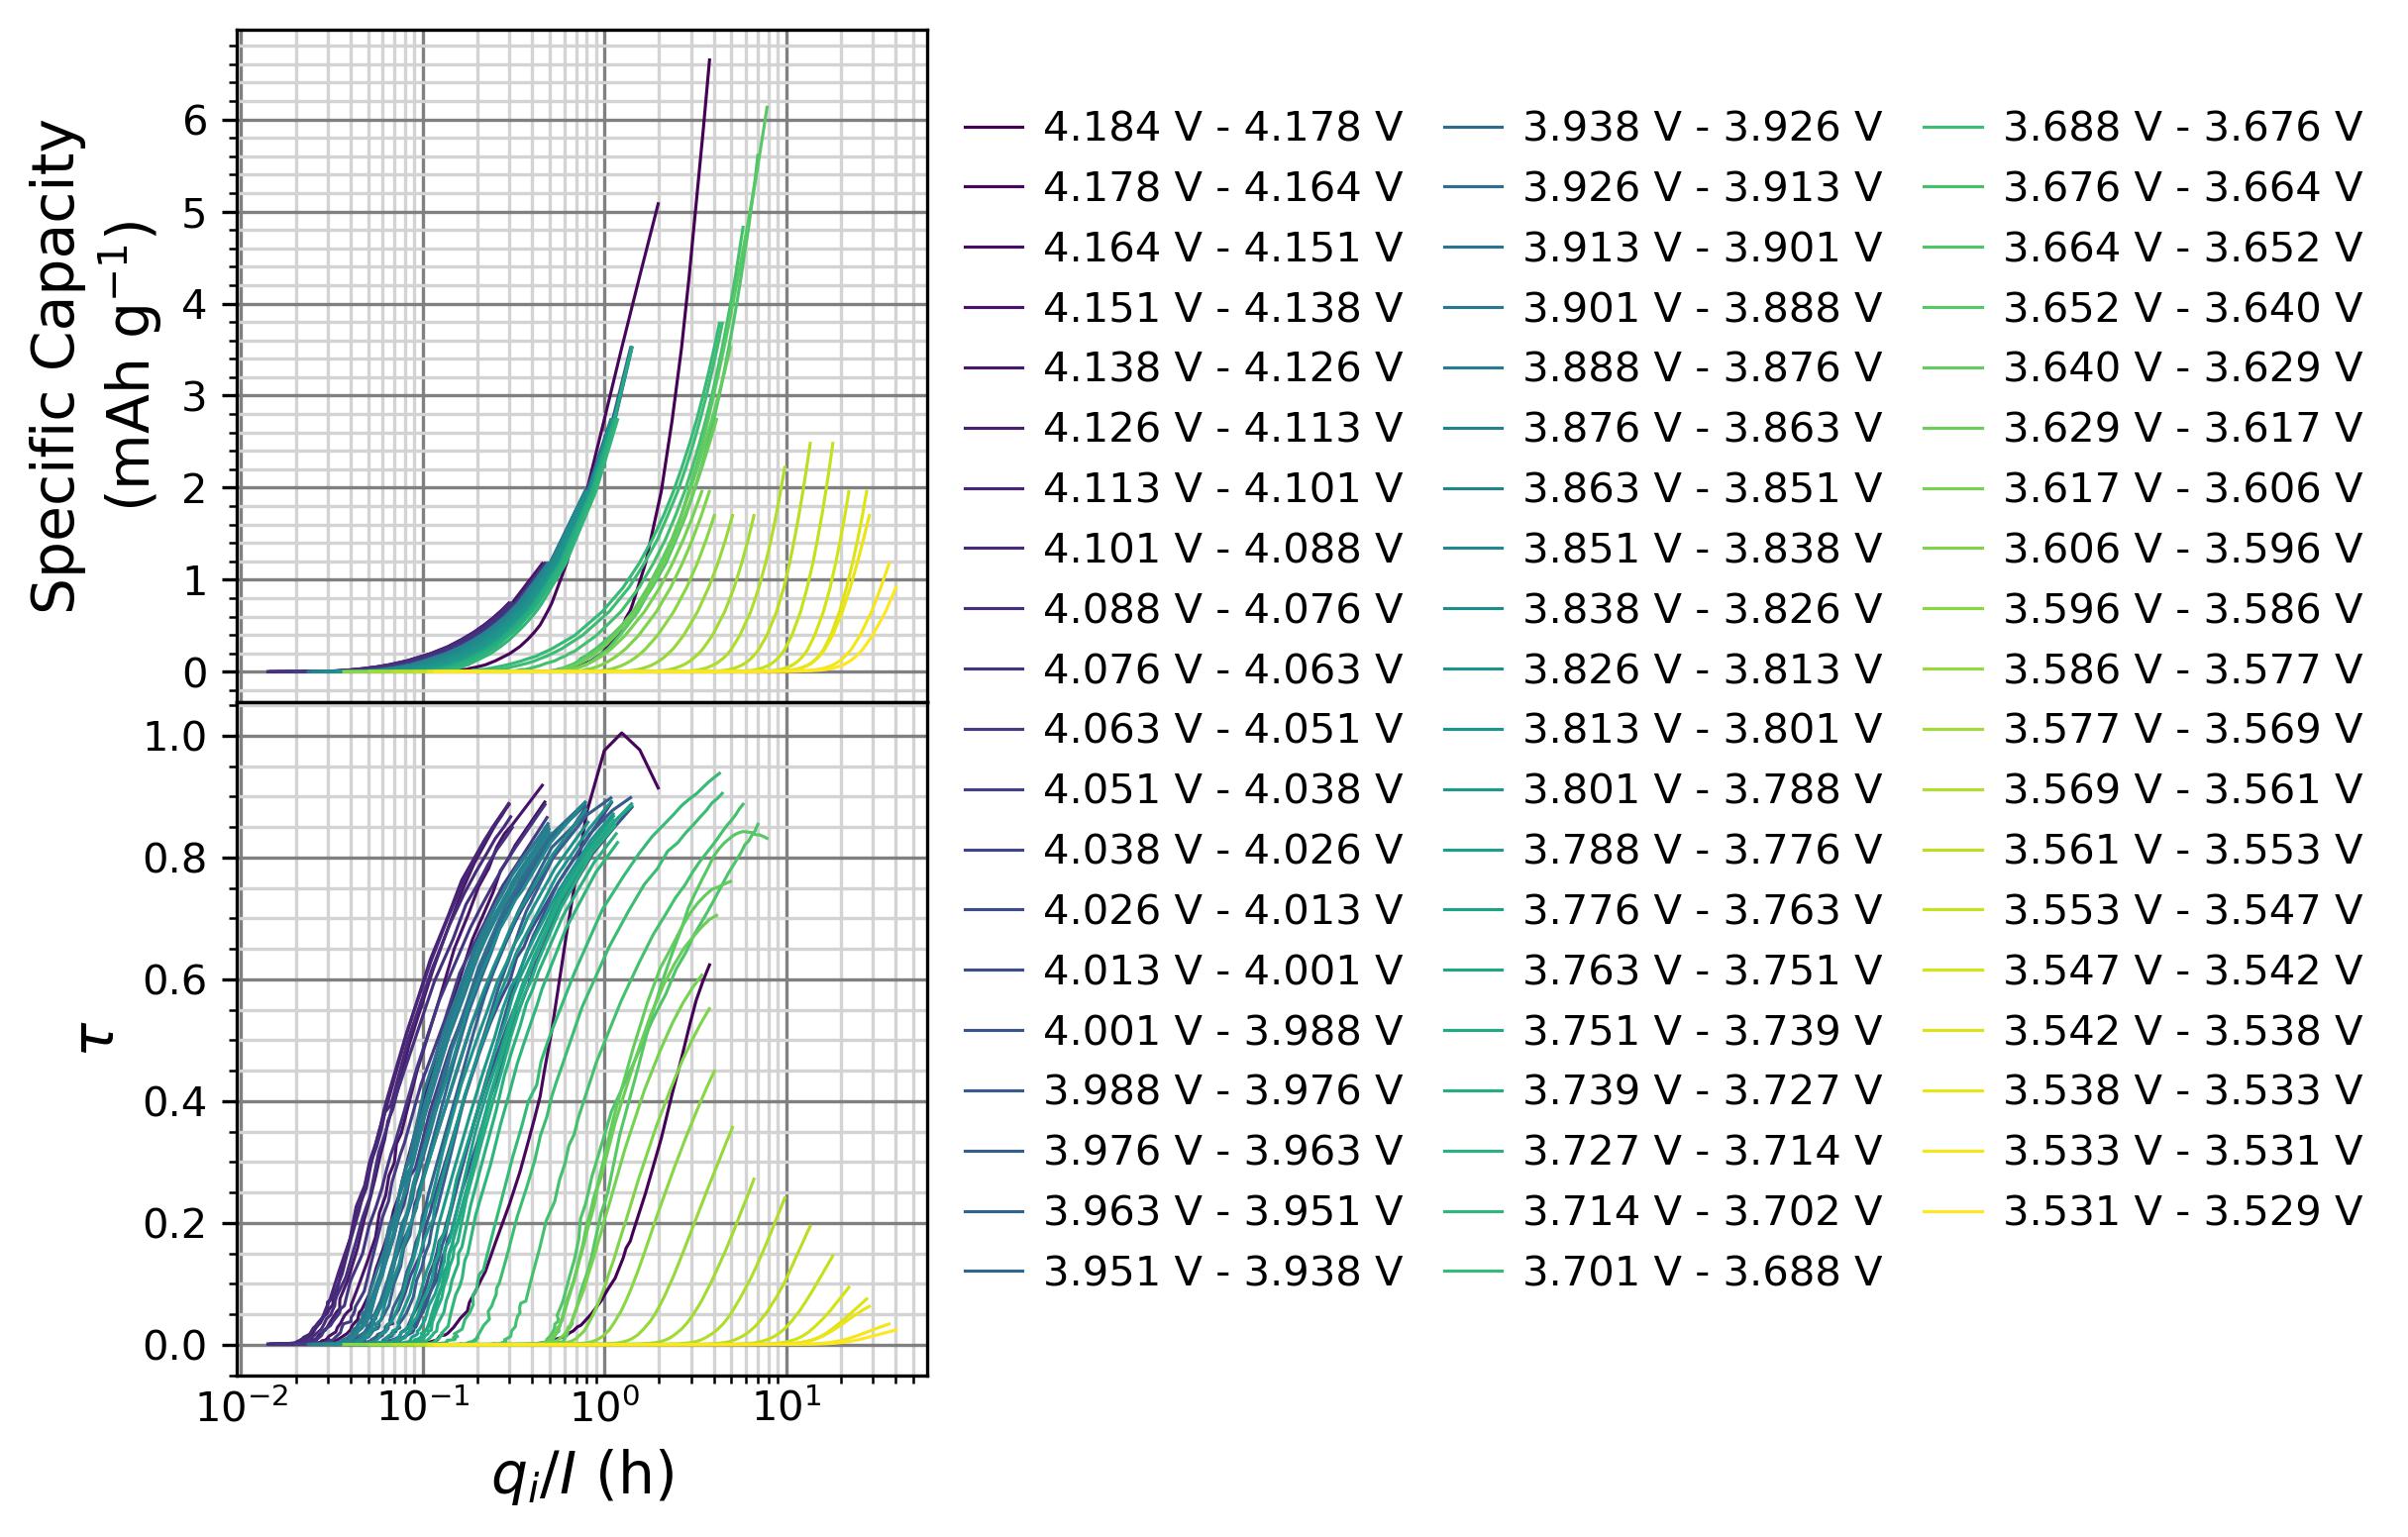 Specific Capacity
(mAh g⁻¹)
6
5
4
3
2
1
0
τ
1.0
0.8
0.6
0.4
0.2
0.0
10⁻² 10⁻¹ 10⁰ 10¹
qᵢ/I (h)
4.184 V - 4.178 V
4.178 V - 4.164 V
4.164 V - 4.151 V
4.151 V - 4.138 V
4.138 V - 4.126 V
4.126 V - 4.113 V
4.113 V - 4.101 V
4.101 V - 4.088 V
4.088 V - 4.076 V
4.076 V - 4.063 V
4.063 V - 4.051 V
4.051 V - 4.038 V
4.038 V - 4.026 V
4.026 V - 4.013 V
4.013 V - 4.001 V
4.001 V - 3.988 V
3.988 V - 3.976 V
3.976 V - 3.963 V
3.963 V - 3.951 V
3.951 V - 3.938 V
3.938 V - 3.926 V
3.926 V - 3.913 V
3.913 V - 3.901 V
3.901 V - 3.888 V
3.888 V - 3.876 V
3.876 V - 3.863 V
3.863 V - 3.851 V
3.851 V - 3.838 V
3.838 V - 3.826 V
3.826 V - 3.813 V
3.813 V - 3.801 V
3.801 V - 3.788 V
3.788 V - 3.776 V
3.776 V - 3.763 V
3.763 V - 3.751 V
3.751 V - 3.739 V
3.739 V - 3.727 V
3.727 V - 3.714 V
3.714 V - 3.702 V
3.701 V - 3.688 V
3.688 V - 3.676 V
3.676 V - 3.664 V
3.664 V - 3.652 V
3.652 V - 3.640 V
3.640 V - 3.629 V
3.629 V - 3.617 V
3.617 V - 3.606 V
3.606 V - 3.596 V
3.596 V - 3.586 V
3.586 V - 3.577 V
3.577 V - 3.569 V
3.569 V - 3.561 V
3.561 V - 3.553 V
3.553 V - 3.547 V
3.547 V - 3.542 V
3.542 V - 3.538 V
3.538 V - 3.533 V
3.533 V - 3.531 V
3.531 V - 3.529 V